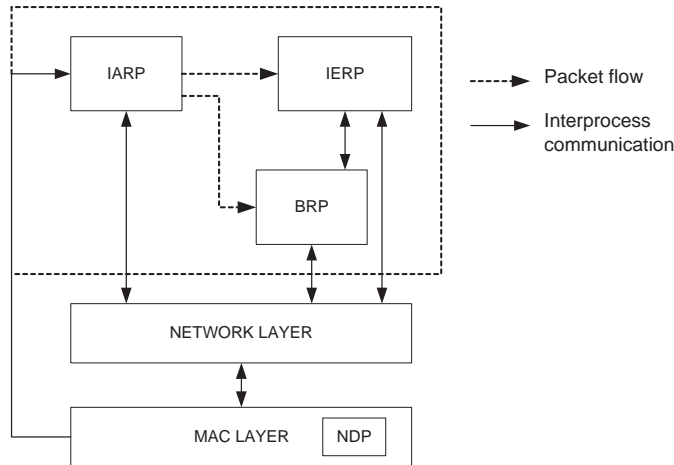 IARP
IERP
Packet flow
Interprocess
communication
BRP
NETWORK LAYER
MAC LAYER
NDP